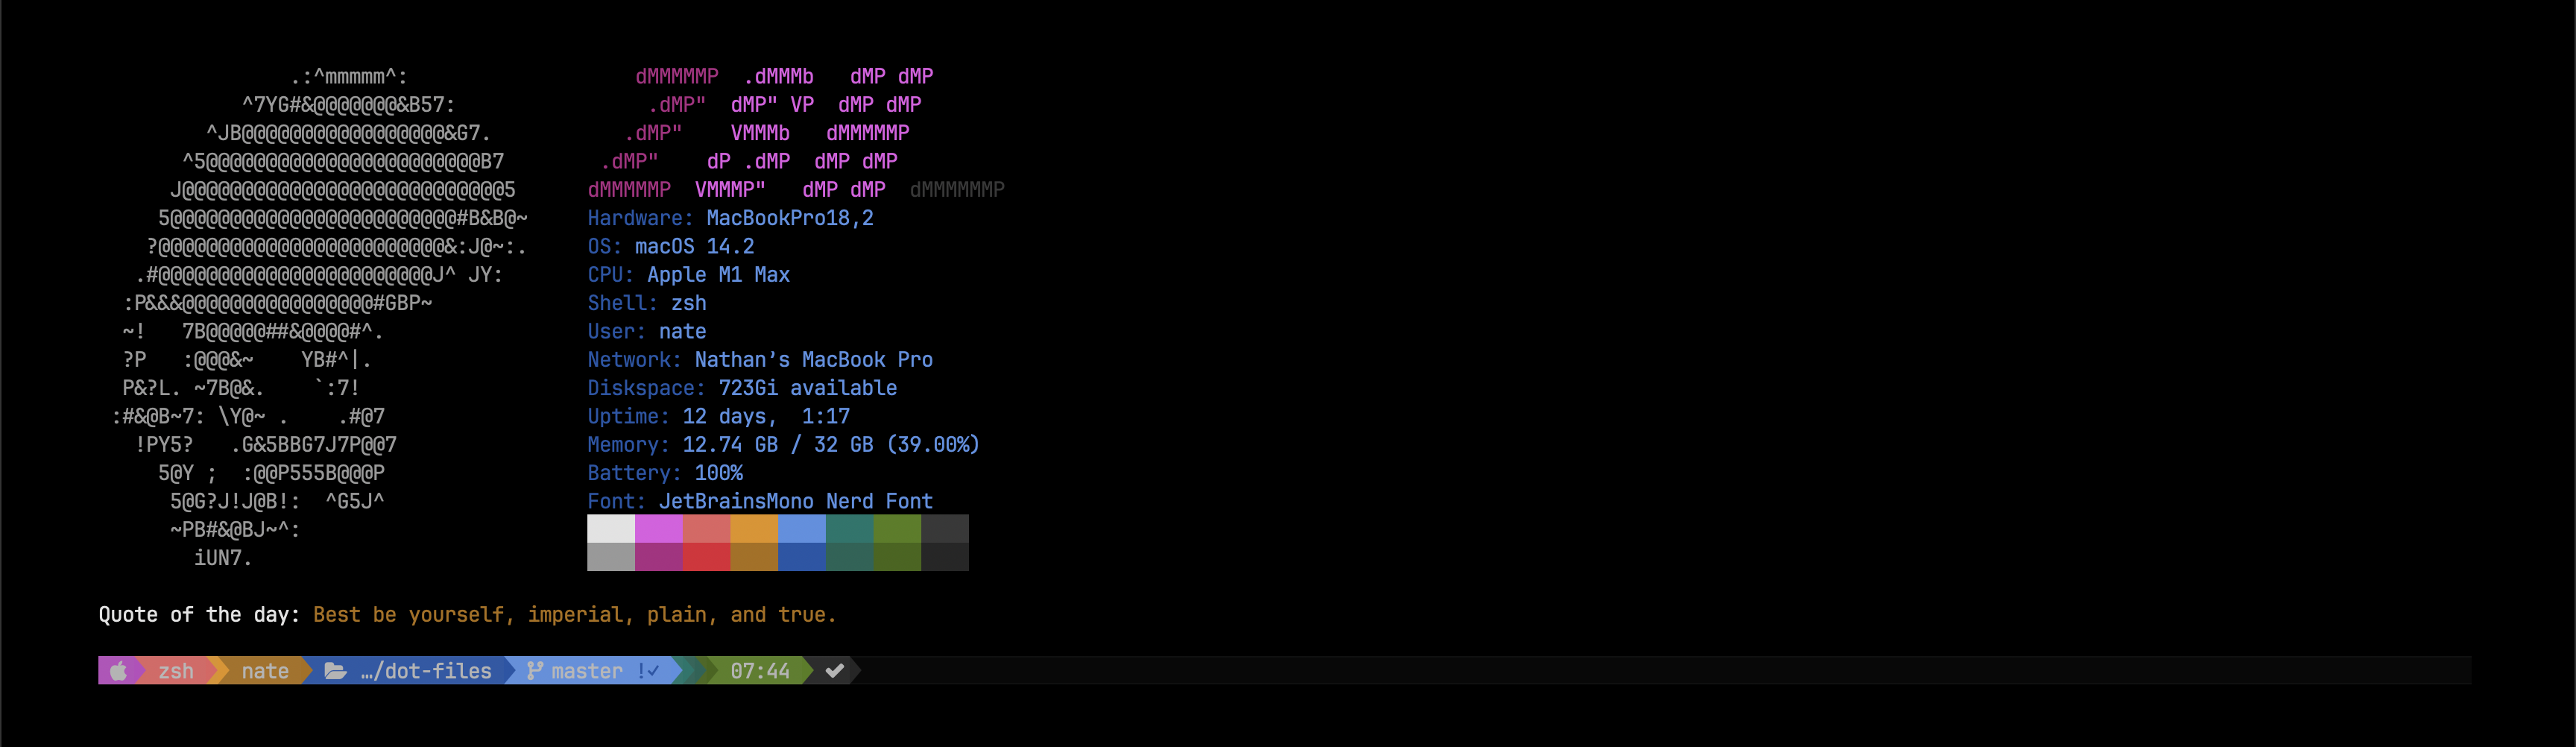 .:^mmmmm^:
^7YG#&@@@@@@@&B57:
^JB@@@@@@@@@@@@@@@@@&G7.
^5@@@@@@@@@@@@@@@@@@@@@@@B7
J@@@@@@@@@@@@@@@@@@@@@@@@@@@5
5@@@@@@@@@@@@@@@@@@@@@@@@#B&B@~
?@@@@@@@@@@@@@@@@@@@@@@@@&:J@~:.
.#@@@@@@@@@@@@@@@@@@@@@@@J^ JY:
:P&&&@@@@@@@@@@@@@@@@#GBP~
~!   7B@@@@@##&@@@@#^.
?P   :@@@&~    YB#^|.
P&?L. ~7B@&.    `:7!
:#&@B~7: \Y@~ .    .#@7
!PY5?   .G&5BBG7J7P@@7
5@Y ;  :@@P555B@@@P
5@G?J!J@B!:  ^G5J^
~PB#&@BJ~^:
iUN7.
dMMMMMP  .dMMMb   dMP dMP
.dMP"  dMP" VP  dMP dMP
.dMP"    VMMMb   dMMMMMP
.dMP"    dP .dMP  dMP dMP
dMMMMMP  VMMMP"   dMP dMP  dMMMMMMP
Hardware: MacBookPro18,2
OS: macOS 14.2
CPU: Apple M1 Max
Shell: zsh
User: nate
Network: Nathan’s MacBook Pro
Diskspace: 723Gi available
Uptime: 12 days,  1:17
Memory: 12.74 GB / 32 GB (39.00%)
Battery: 100%
Font: JetBrainsMono Nerd Font
Quote of the day: Best be yourself, imperial, plain, and true.
zsh nate …/dot-files master !✓ 07:44 ✔